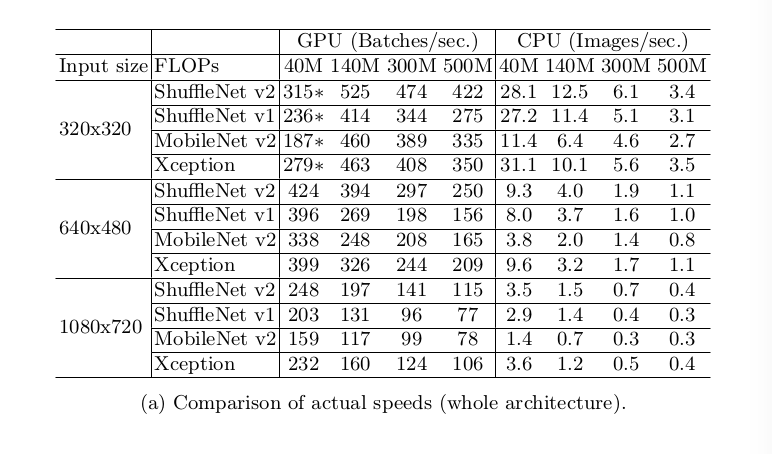 GPU (Batches/sec.) CPU (Images/sec.)
Input size FLOPs 40M 140M 300M 500M 40M 140M 300M 500M
320x320
ShuffleNet v2 315* 525 474 422 28.1 12.5 6.1 3.4
ShuffleNet v1 236* 414 344 275 27.2 11.4 5.1 3.1
MobileNet v2 187* 460 389 335 11.4 6.4 4.6 2.7
Xception 279* 463 408 350 31.1 10.1 5.6 3.5
640x480
ShuffleNet v2 424 394 297 250 9.3 4.0 1.9 1.1
ShuffleNet v1 396 269 198 156 8.0 3.7 1.6 1.0
MobileNet v2 338 248 208 165 3.8 2.0 1.4 0.8
Xception 399 326 244 209 9.6 3.2 1.7 1.1
1080x720
ShuffleNet v2 248 197 141 115 3.5 1.5 0.7 0.4
ShuffleNet v1 203 131 96 77 2.9 1.4 0.4 0.3
MobileNet v2 159 117 99 78 1.4 0.7 0.3 0.3
Xception 232 160 124 106 3.6 1.2 0.5 0.4
(a) Comparison of actual speeds (whole architecture).